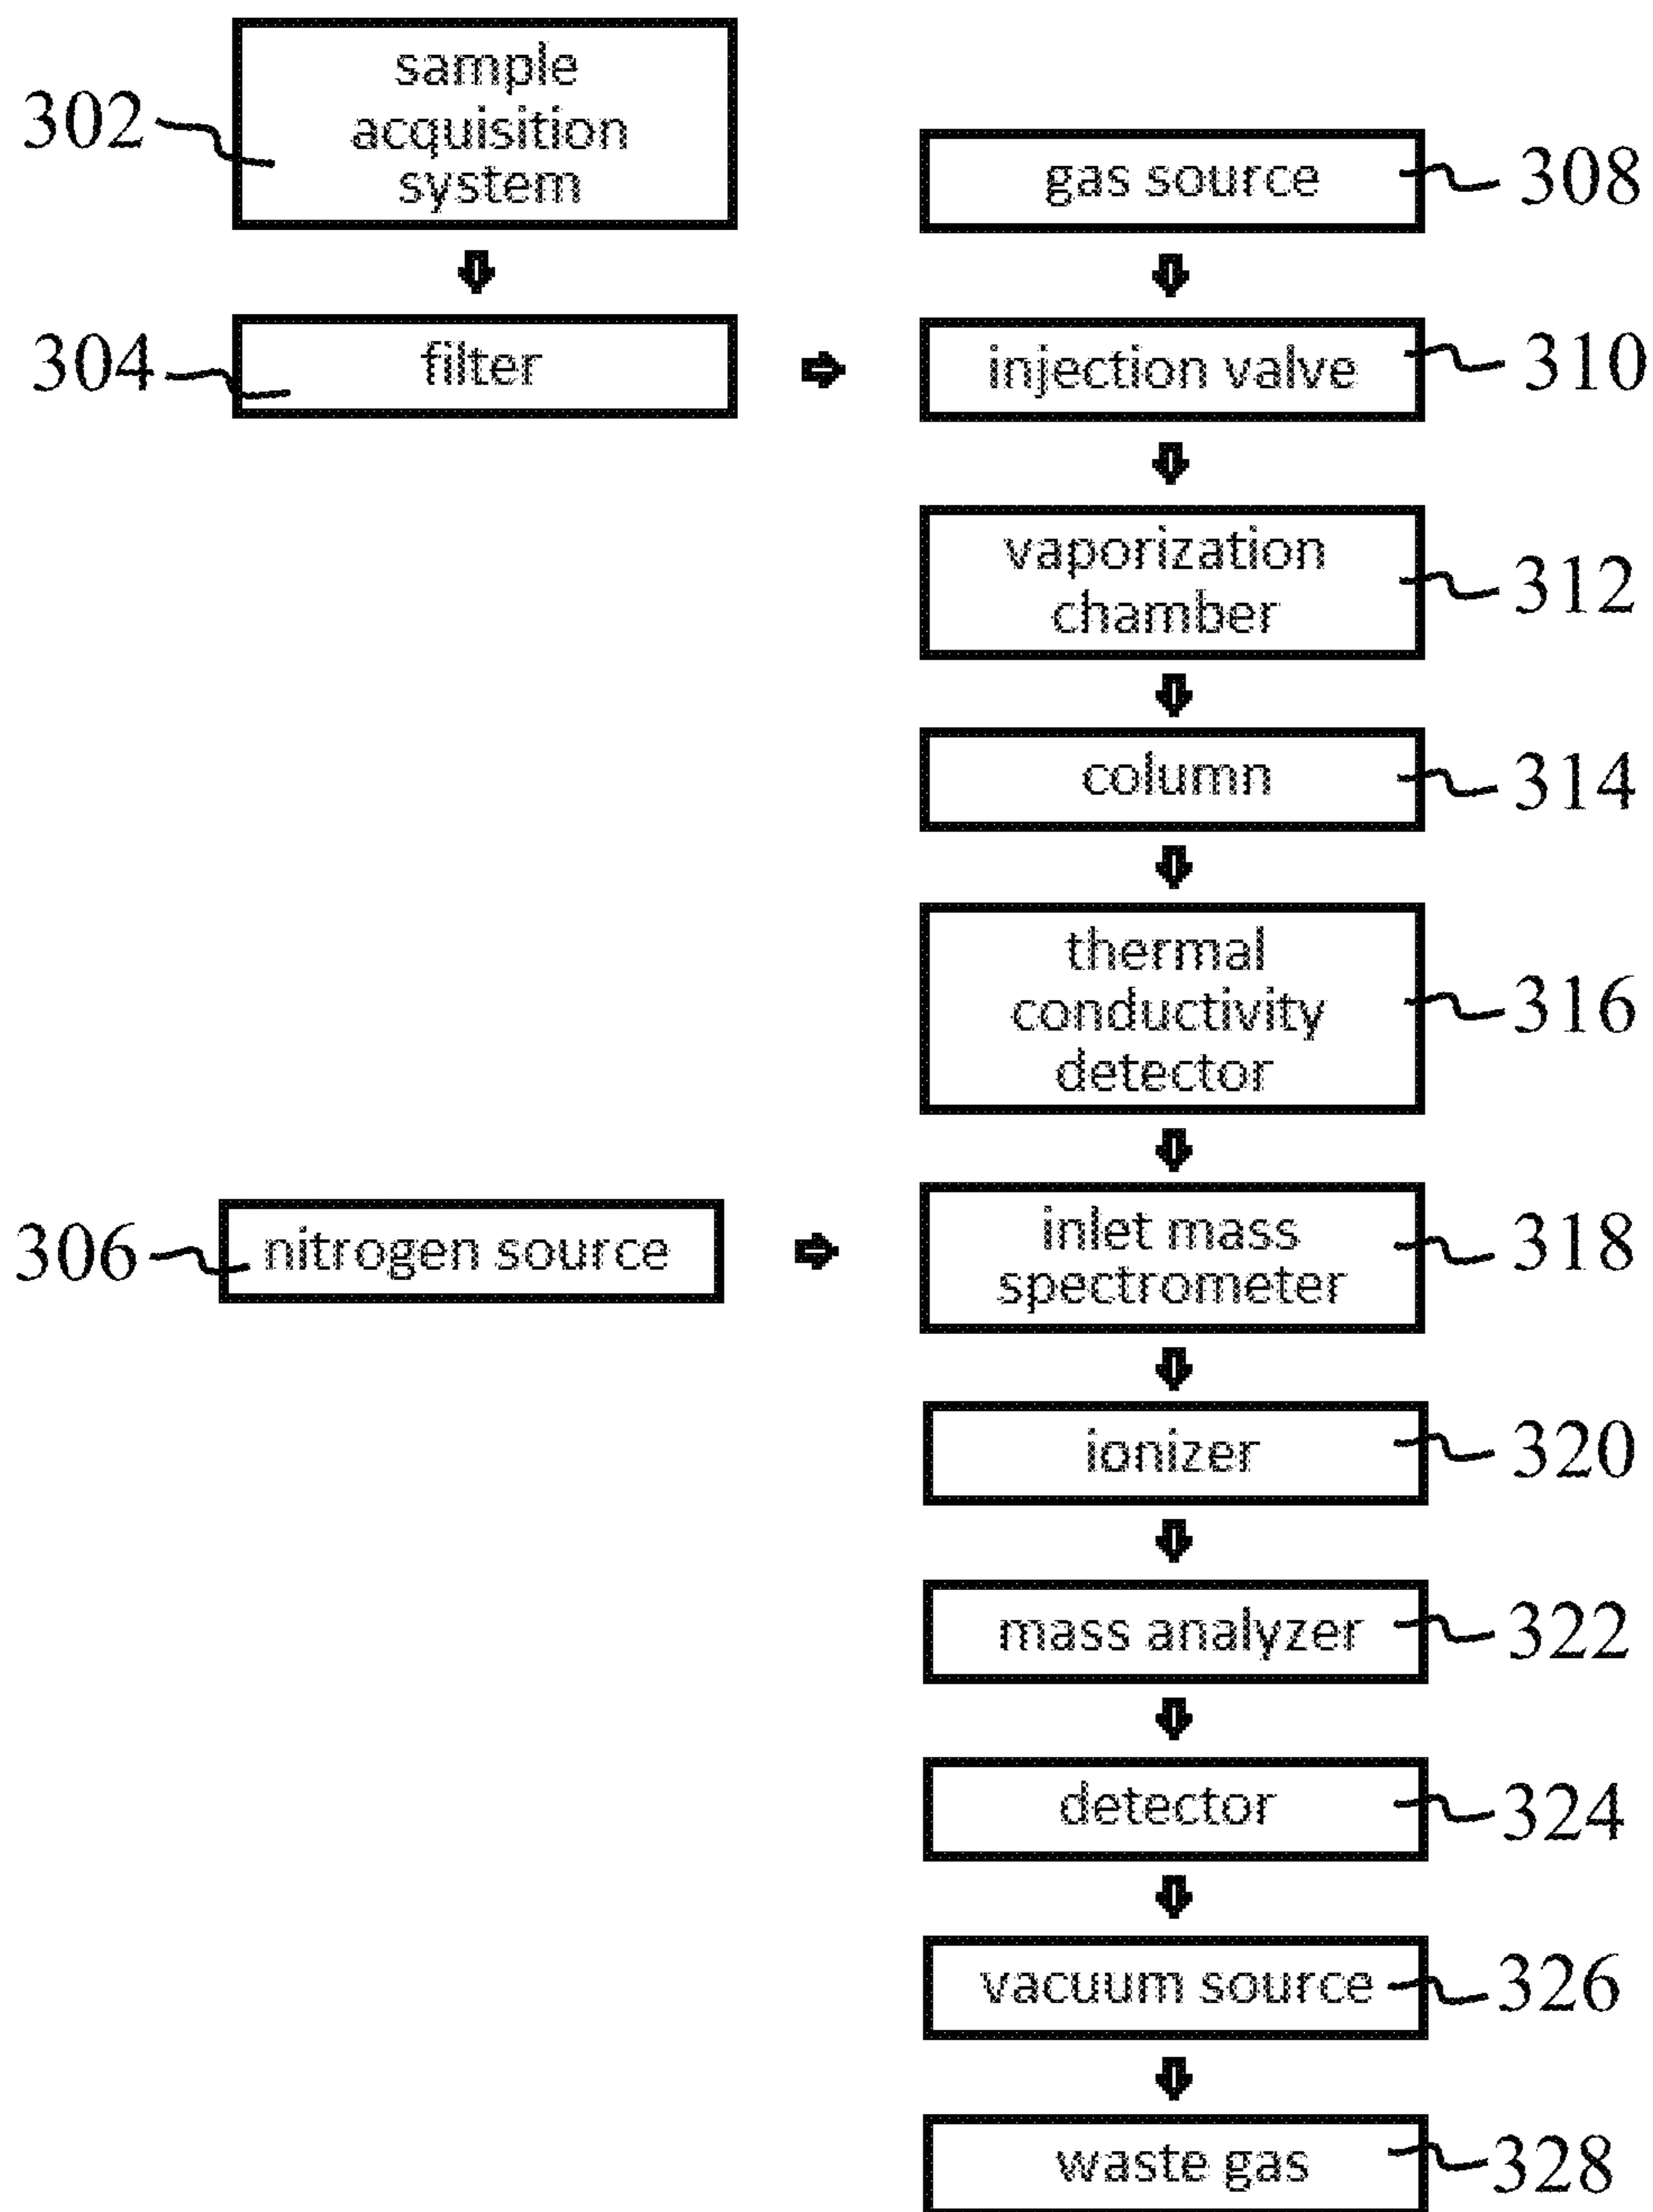 302
sample
acquisition
system
304
filter
gas source
308
injection valve
310
vaporization
chamber
312
column
314
thermal
conductivity
detector
316
306
nitrogen source
inlet mass
spectrometer
318
ionizer
320
mass analyzer
322
detector
324
vacuum source
326
waste gas
328